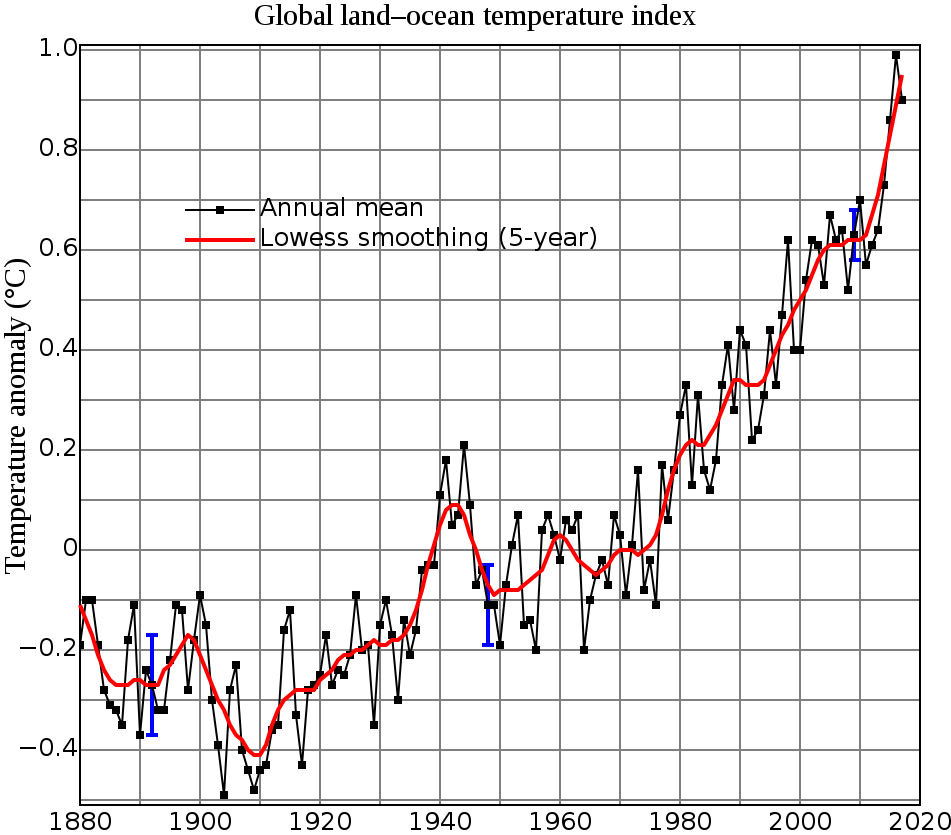 Global land–ocean temperature index
1.0
0.8
0.6
0.4
0.2
0
−0.2
−0.4
Temperature anomaly (°C)
Annual mean
Lowess smoothing (5-year)
1880 1900 1920 1940 1960 1980 2000 2020